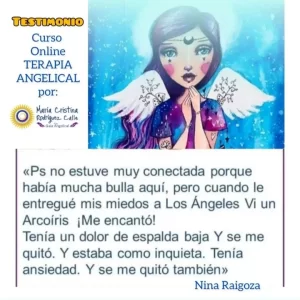 TESTIMONIO
Curso
Online
TERAPIA
ANGELICAL
por:
María Cristina
Rodríguez Calle
«Ps no estuve muy conectada porque
había mucha bulla aquí, pero cuando le
entregué mis miedos a Los Ángeles Vi un
Arcoíris ¡Me encantó!
Tenía un dolor de espalda baja Y se me
quitó. Y estaba como inquieta. Tenía
ansiedad. Y se me quitó también»
Nina Raigoza